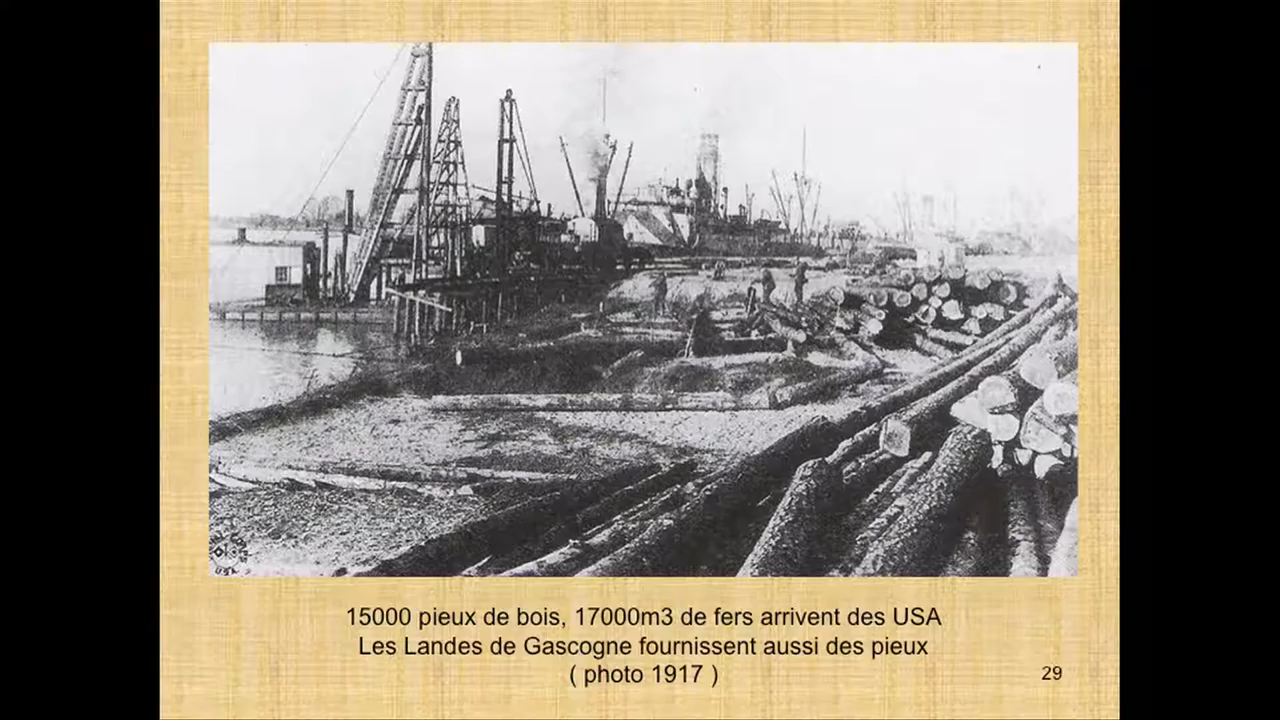 15000 pieux de bois, 17000m3 de fers arrivent des USA
Les Landes de Gascogne fournissent aussi des pieux
( photo 1917 )
29
USA